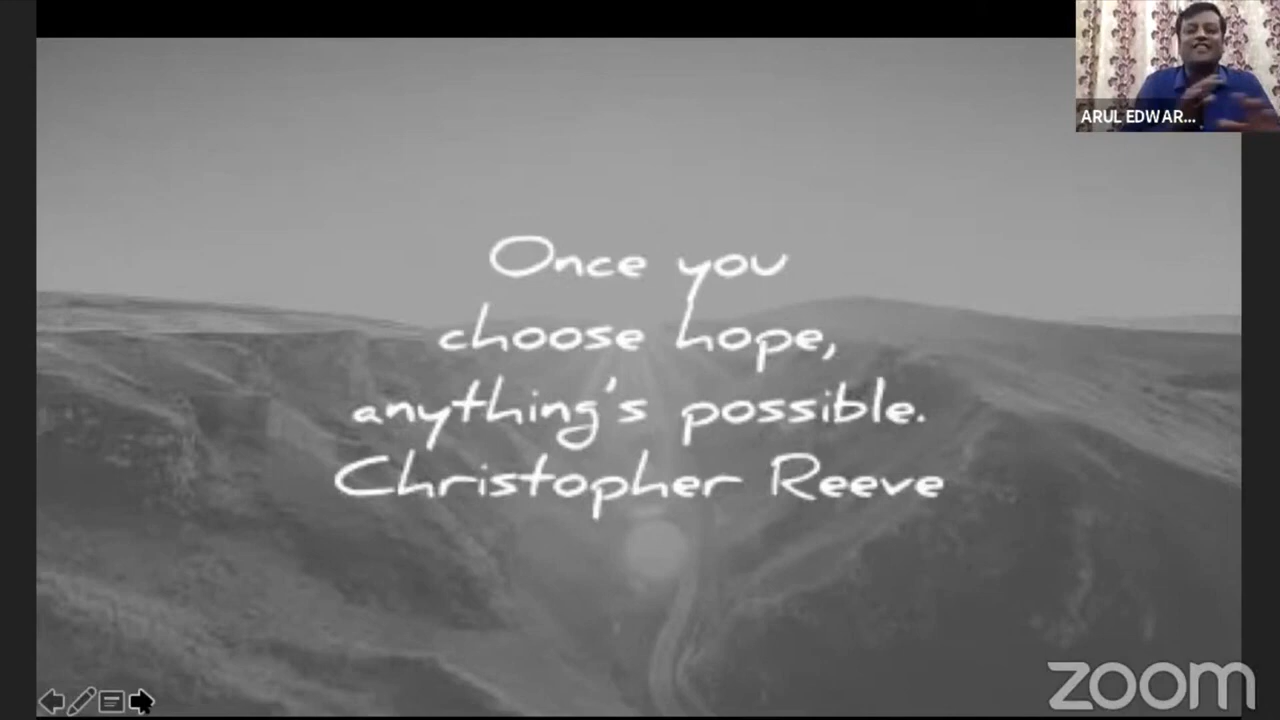 ARUL EDWAR...
Once you
choose hope,
anything's possible.
Christopher Reeve
zoom